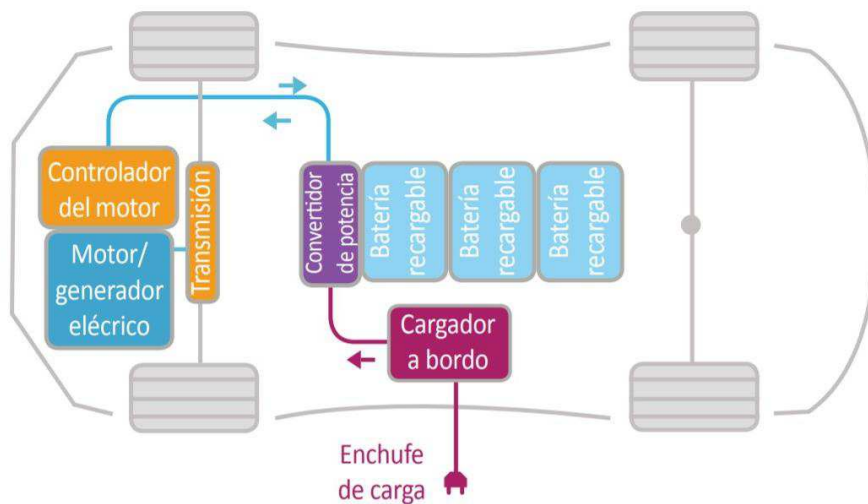 Controlador
del motor
Motor/
generador
elécrico
Transmisión
Convertidor
de potencia
Batería
recargable
Batería
recargable
Batería
recargable
Cargador
a bordo
Enchufe
de carga